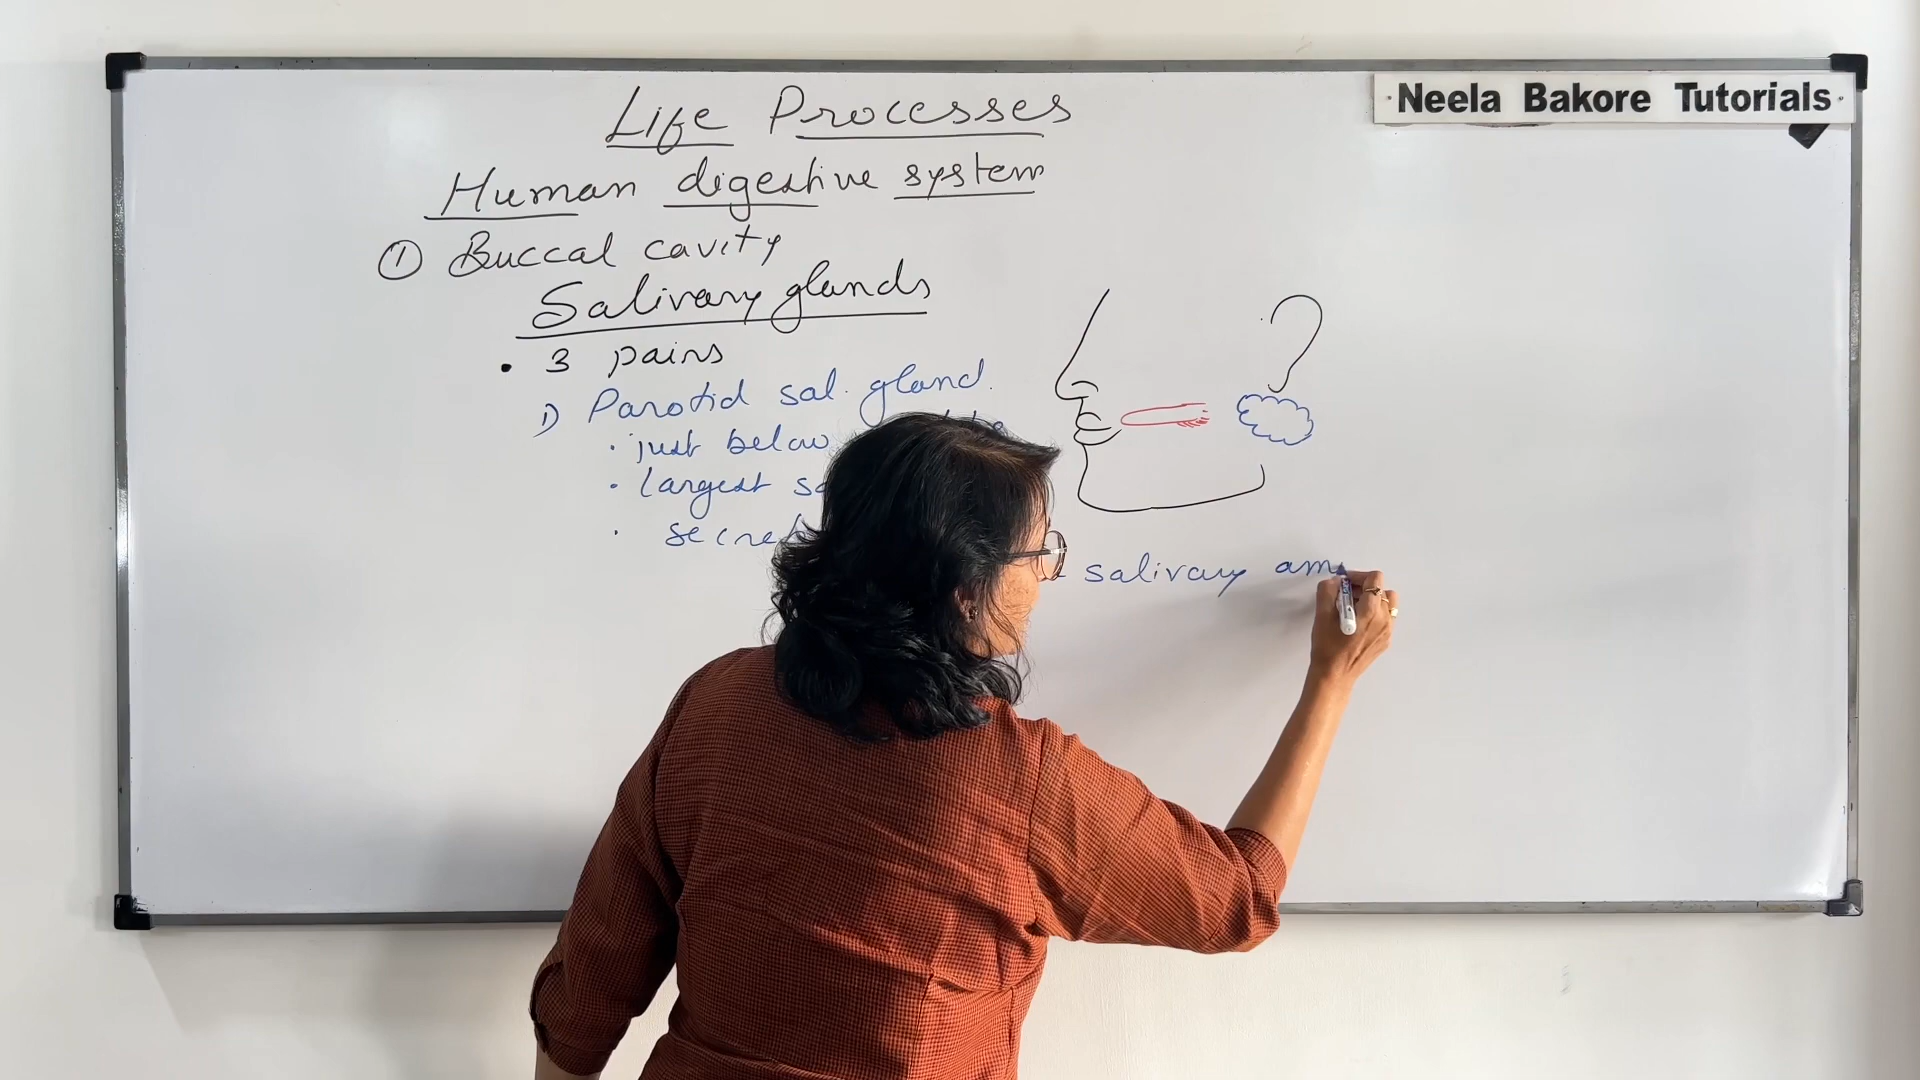 Neela Bakore Tutorials
Life Processes
Human digestive system
① Buccal cavity
Salivary glands
• 3 pairs
1) Parotid sal. gland.
• just below
• largest
•
salivary am